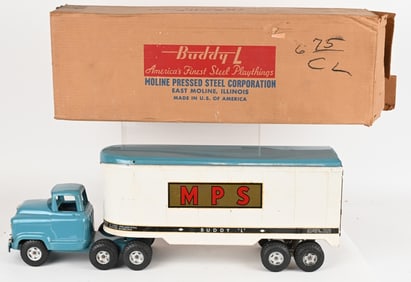 Buddy L
America's Finest Steel Playthings
MOLINE PRESSED STEEL CORPORATION
EAST MOLINE, ILLINOIS
MADE IN U.S. OF AMERICA
6 75
CL
MPS
BUDDY "L"